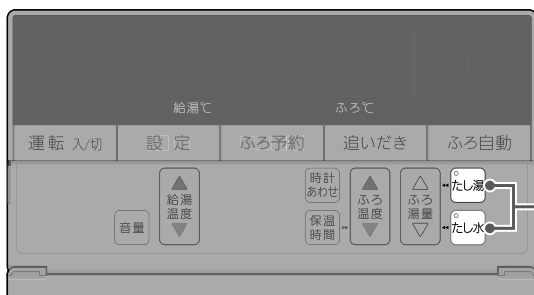 給湯℃ ふろ℃
運転 入/切 設定 ふろ予約 追いだき ふろ自動
音量
給湯
温度
時計
あわせ
保温
時間
ふろ
温度
ふろ
湯量
たし湯
たし水